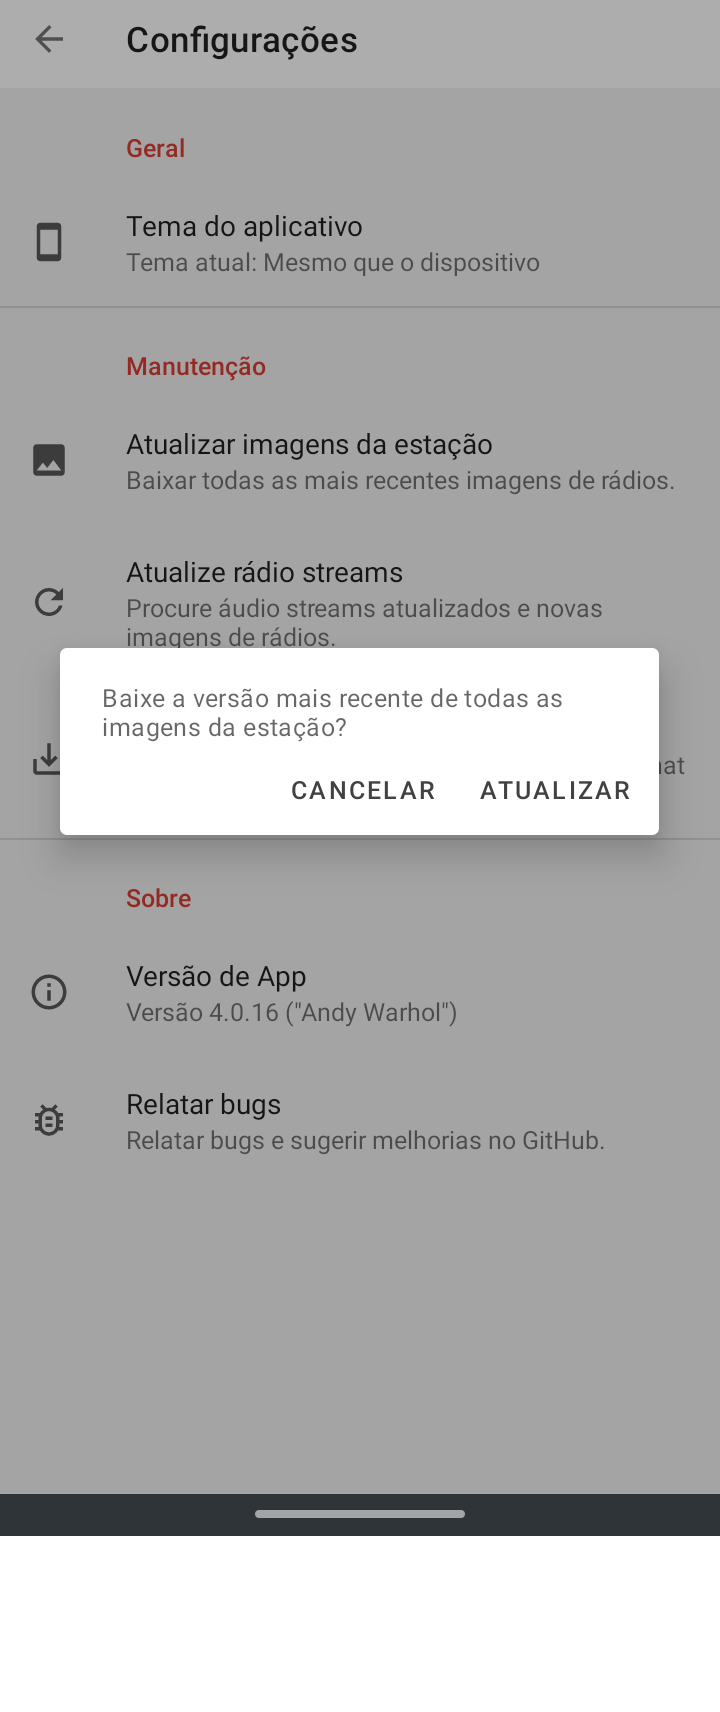 Configurações
Geral
Tema do aplicativo
Tema atual: Mesmo que o dispositivo
Manutenção
Atualizar imagens da estação
Baixar todas as mais recentes imagens de rádios.
Atualize rádio streams
Procure áudio streams atualizados e novas
imagens de rádios.
Baixe a versão mais recente de todas as
imagens da estação?
CANCELAR ATUALIZAR
Sobre
Versão de App
Versão 4.0.16 ("Andy Warhol")
Relatar bugs
Relatar bugs e sugerir melhorias no GitHub.